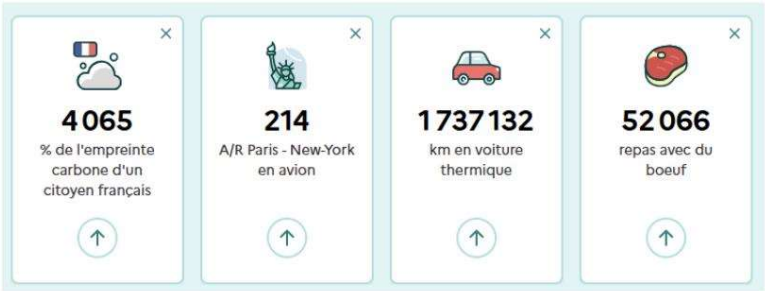 4 065
% de l'empreinte
carbone d'un
citoyen français
214
A/R Paris - New-York
en avion
1 737 132
km en voiture
thermique
52 066
repas avec du
boeuf